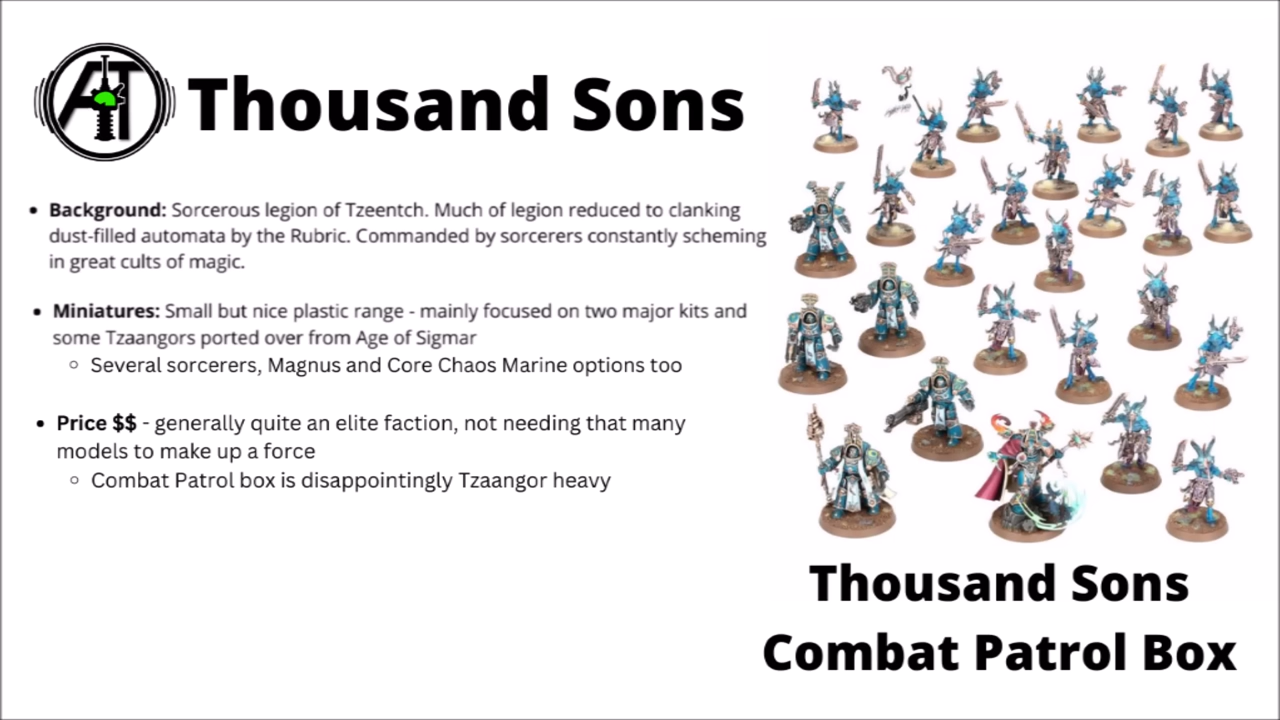 AT
Thousand Sons
• Background: Sorcerous legion of Tzeentch. Much of legion reduced to clanking
dust-filled automata by the Rubric. Commanded by sorcerers constantly scheming
in great cults of magic.
• Miniatures: Small but nice plastic range - mainly focused on two major kits and
some Tzaangors ported over from Age of Sigmar
◦ Several sorcerers, Magnus and Core Chaos Marine options too
• Price $$ - generally quite an elite faction, not needing that many
models to make up a force
◦ Combat Patrol box is disappointingly Tzaangor heavy
Thousand Sons
Combat Patrol Box